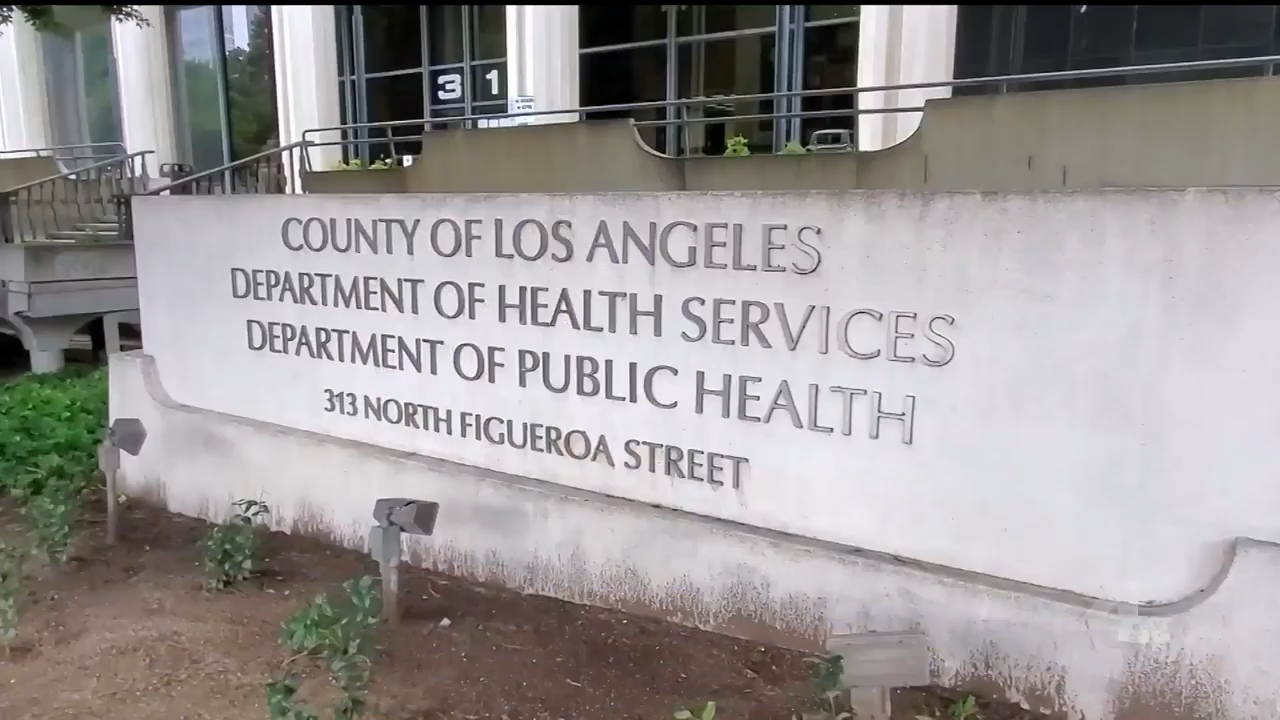 31
COUNTY OF LOS ANGELES
DEPARTMENT OF HEALTH SERVICES
DEPARTMENT OF PUBLIC HEALTH
313 NORTH FIGUEROA STREET